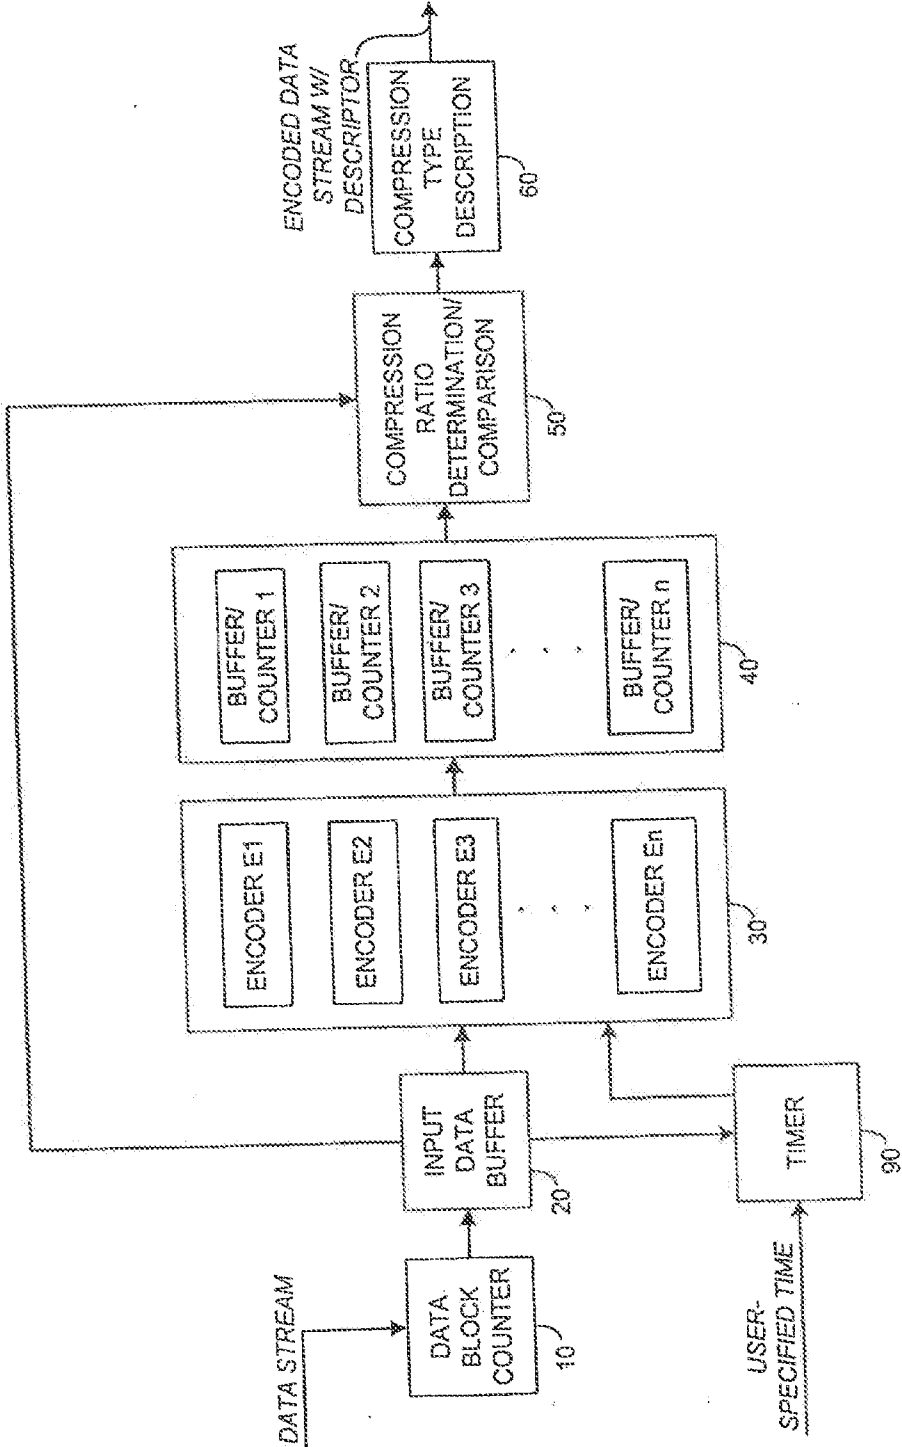 DATA STREAM
DATA
BLOCK
COUNTER
10
INPUT
DATA
BUFFER
20
USER-
SPECIFIED TIME
TIMER
90
ENCODER E1
ENCODER E2
ENCODER E3
. . .
ENCODER En
30
BUFFER/
COUNTER 1
BUFFER/
COUNTER 2
BUFFER/
COUNTER 3
. . .
BUFFER/
COUNTER n
40
COMPRESSION
RATIO
DETERMINATION/
COMPARISON
50
COMPRESSION
TYPE
DESCRIPTION
60
ENCODED DATA
STREAM W/
DESCRIPTOR